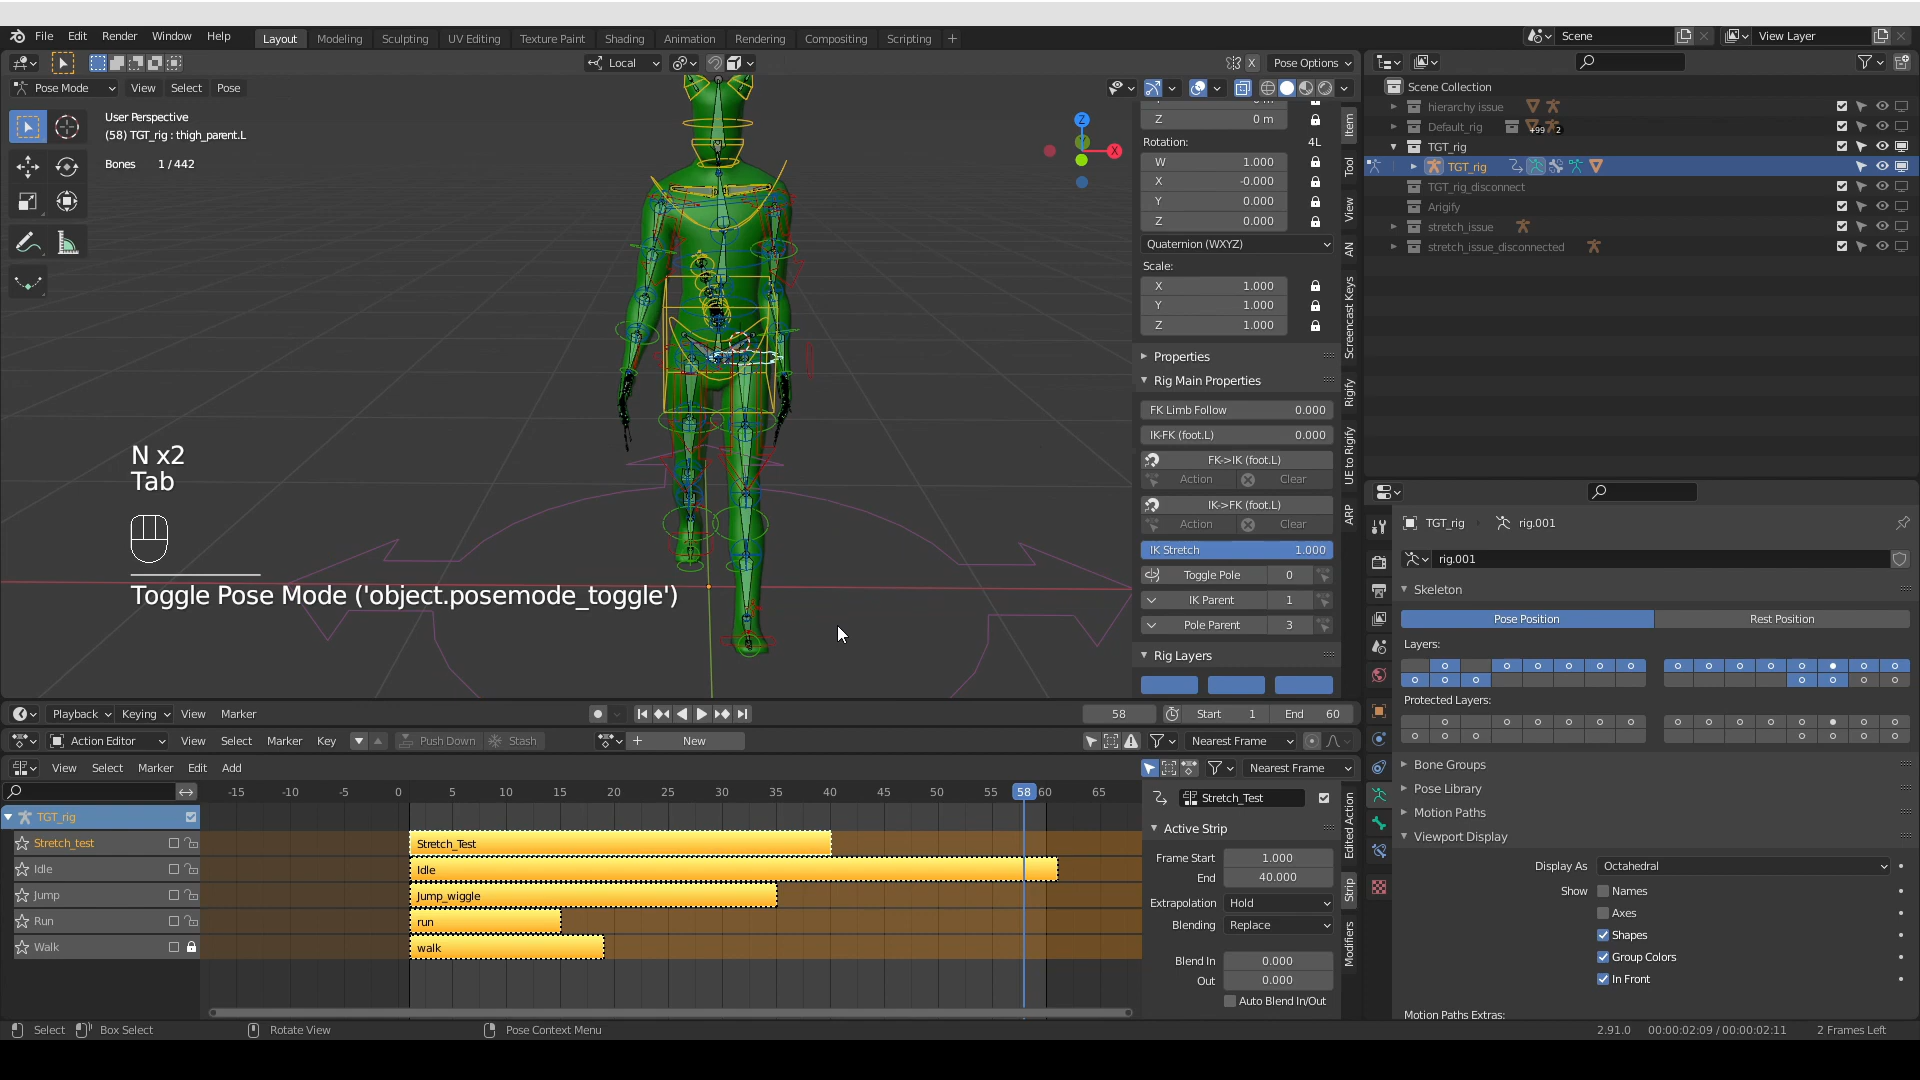 File Edit Render Window Help Layout Modeling Sculpting UV Editing Texture Paint Shading Animation Rendering Compositing Scripting + Scene View Layer
Local X Pose Options
Pose Mode View Select Pose
User Perspective
(58) TGT_rig : thigh_parent.L
Bones 1 / 442
Z
X
N x2
Tab
Toggle Pose Mode ('object.posemode_toggle')
Z 0 m
Rotation: 4L
W 1.000
X -0.000
Y 0.000
Z 0.000
Quaternion (WXYZ)
Scale:
X 1.000
Y 1.000
Z 1.000
Properties
Rig Main Properties
FK Limb Follow 0.000
IK-FK (foot.L) 0.000
FK->IK (foot.L)
Action Clear
IK->FK (foot.L)
Action Clear
IK Stretch 1.000
Toggle Pole 0
IK Parent 1
Pole Parent 3
Rig Layers
Item
Tool
View
AN
Screencast Keys
Rigify
UE to Rigify
ARP
Scene Collection
hierarchy issue
Default_rig +99 2
TGT_rig
TGT_rig
TGT_rig_disconnect
Arigify
stretch_issue
stretch_issue_disconnected
TGT_rig rig.001
rig.001
Skeleton
Pose Position Rest Position
Layers:
Protected Layers:
Bone Groups
Pose Library
Motion Paths
Viewport Display
Display As Octahedral
Show Names
Axes
Shapes
Group Colors
In Front
Motion Paths Extras:
Playback Keying View Marker 58 Start 1 End 60
Action Editor View Select Marker Key Push Down Stash New Nearest Frame
View Select Marker Edit Add Nearest Frame
-15 -10 -5 0 5 10 15 20 25 30 35 40 45 50 55 58 60 65
TGT_rig
Stretch_test Stretch_Test
Idle Idle
Jump Jump_wiggle
Run run
Walk walk
Stretch_Test
Active Strip
Frame Start 1.000
End 40.000
Extrapolation Hold
Blending Replace
Blend In 0.000
Out 0.000
Auto Blend In/Out
Edited Action
Strip
Modifiers
Select Box Select Rotate View Pose Context Menu 2.91.0 00:00:02:09 / 00:00:02:11 2 Frames Left